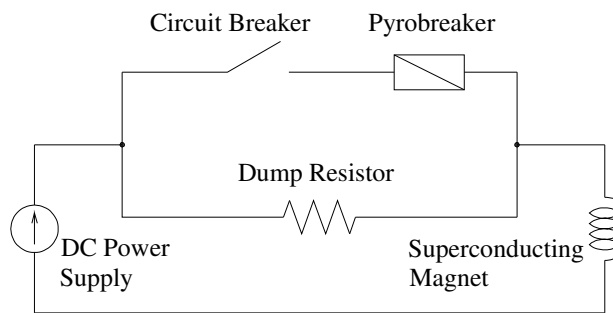 Circuit Breaker
Pyrobreaker
Dump Resistor
DC Power
Supply
Superconducting
Magnet